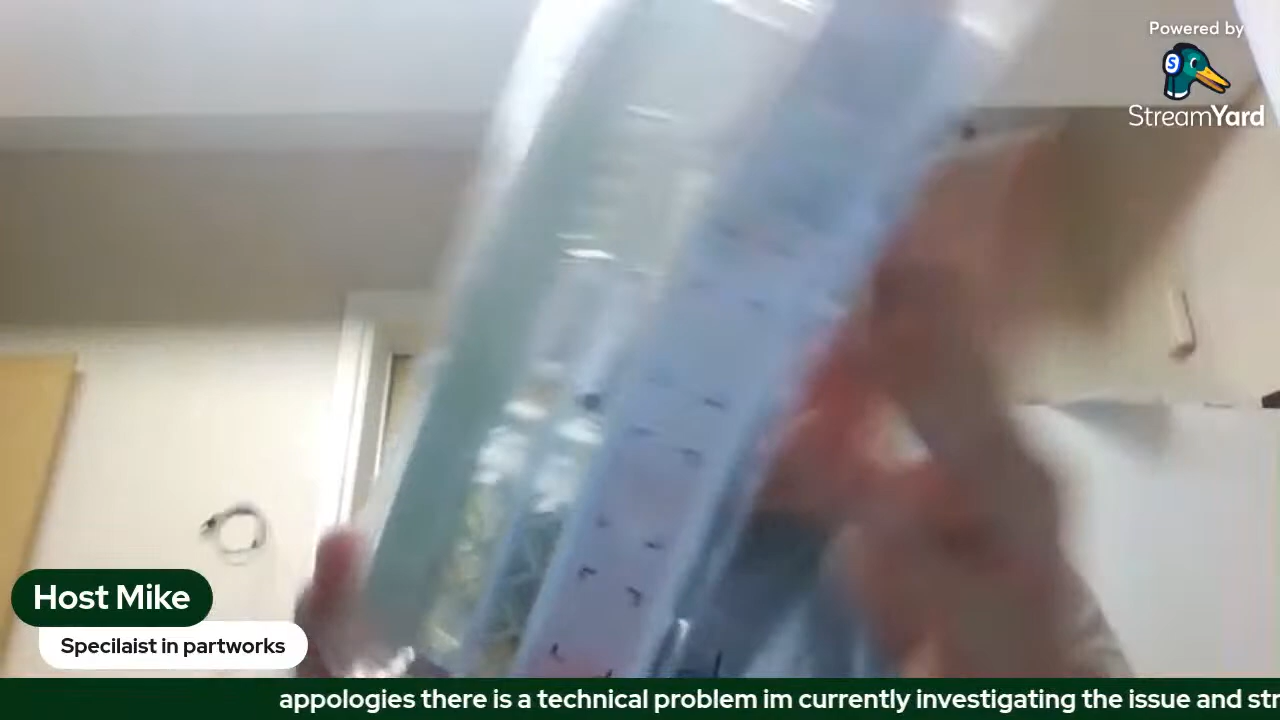 Powered by
StreamYard
Host Mike
Specilaist in partworks
appologies there is a technical problem im currently investigating the issue and str